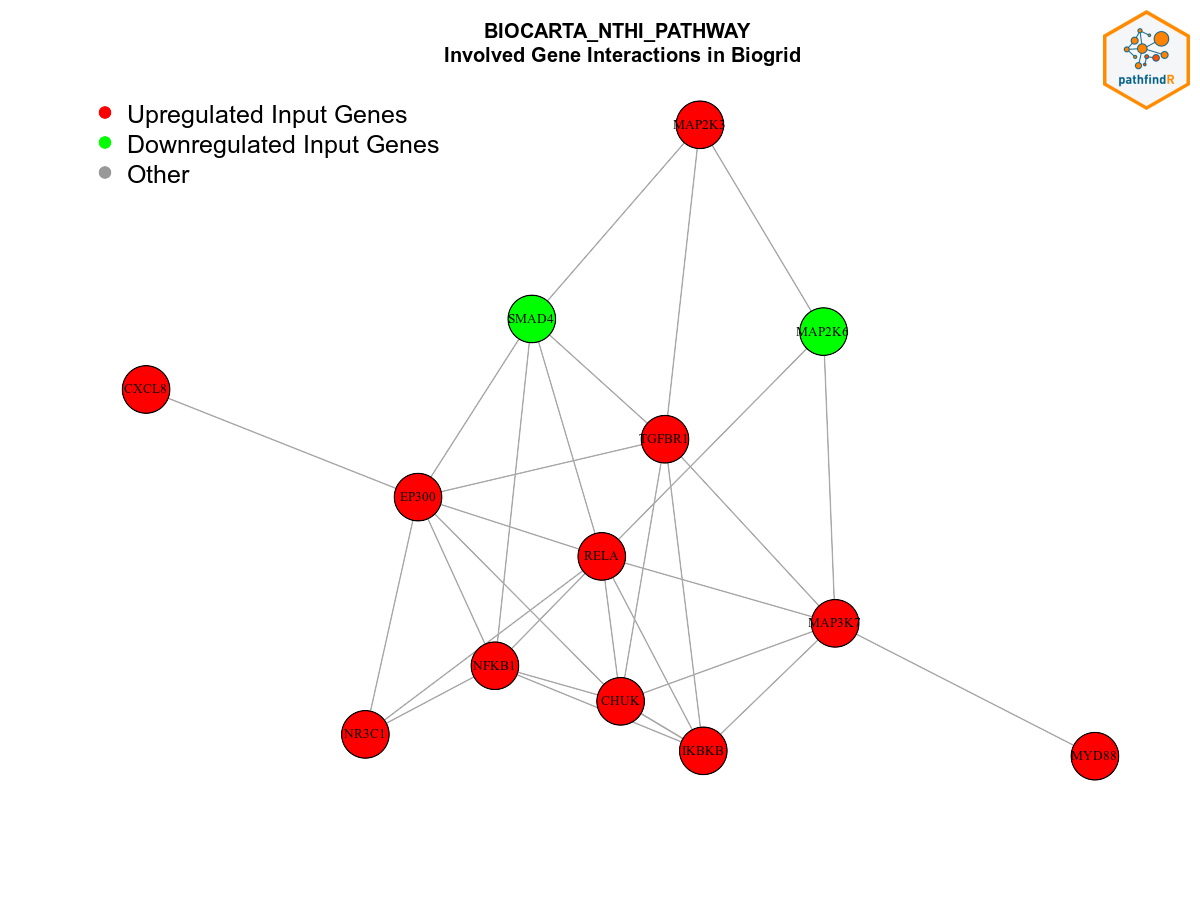 BIOCARTA_NTHI_PATHWAY
Involved Gene Interactions in Biogrid
pathfindR
Upregulated Input Genes
Downregulated Input Genes
Other
MAP2K3
SMAD4
MAP2K6
CXCL8
TGFBR1
EP300
RELA
MAP3K7
NFKB1
CHUK
NR3C1
IKBKB
MYD88